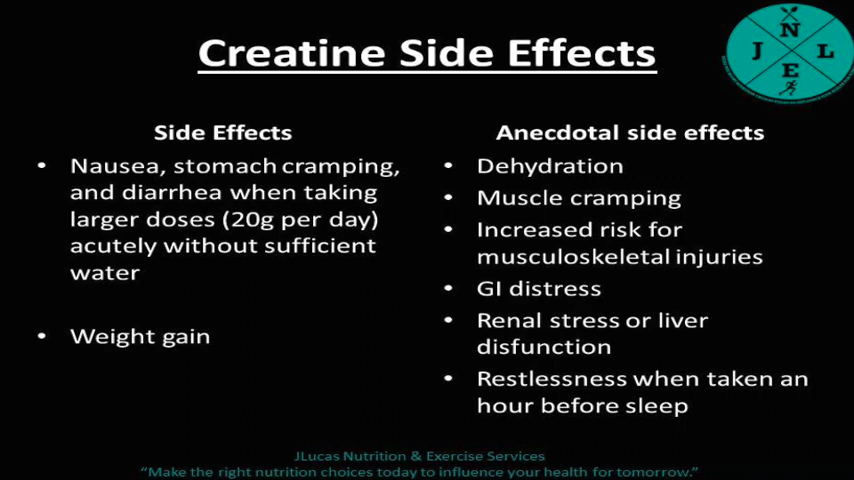 Creatine Side Effects
N
J L
E
Side Effects
• Nausea, stomach cramping,
and diarrhea when taking
larger doses (20g per day)
acutely without sufficient
water
• Weight gain
Anecdotal side effects
• Dehydration
• Muscle cramping
• Increased risk for
musculoskeletal injuries
• GI distress
• Renal stress or liver
disfunction
• Restlessness when taken an
hour before sleep
JLucas Nutrition & Exercise Services
“Make the right nutrition choices today to influence your health for tomorrow.”